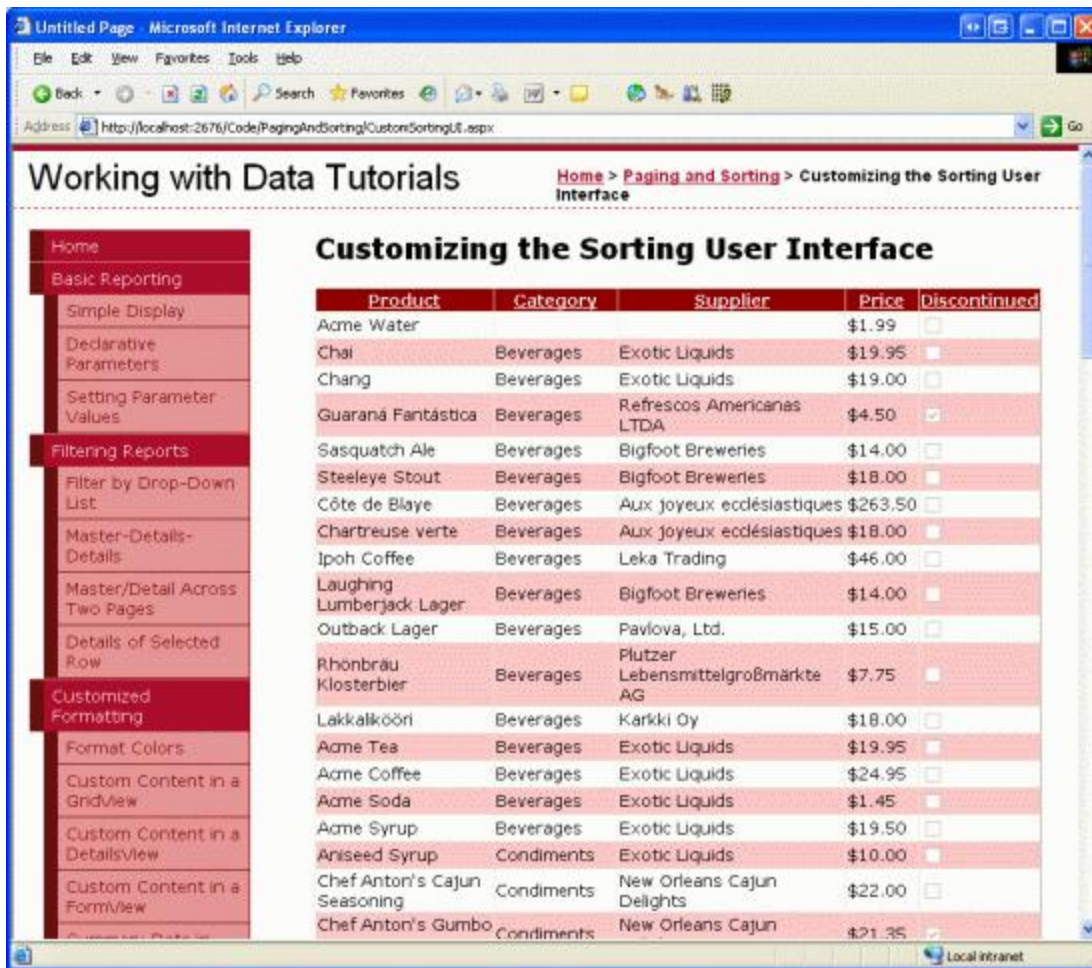 Untitled Page - Microsoft Internet Explorer
File Edit View Favorites Tools Help
Back Search Favorites
Address http://localhost:2676/Code/PagingAndSorting/CustomSortingUI.aspx Go
Working with Data Tutorials
Home > Paging and Sorting > Customizing the Sorting User
Interface
Home
Basic Reporting
Simple Display
Declarative
Parameters
Setting Parameter
Values
Filtering Reports
Filter by Drop-Down
List
Master-Details-
Details
Master/Detail Across
Two Pages
Details of Selected
Row
Customized
Formatting
Format Colors
Custom Content in a
GridView
Custom Content in a
DetailsView
Custom Content in a
FormView
Summary Data in
Customizing the Sorting User Interface
Product Category Supplier Price Discontinued
Acme Water $1.99
Chai Beverages Exotic Liquids $19.95
Chang Beverages Exotic Liquids $19.00
Guaraná Fantástica Beverages Refrescos Americanas
LTDA $4.50
Sasquatch Ale Beverages Bigfoot Breweries $14.00
Steeleye Stout Beverages Bigfoot Breweries $18.00
Côte de Blaye Beverages Aux joyeux ecclésiastiques $263.50
Chartreuse verte Beverages Aux joyeux ecclésiastiques $18.00
Ipoh Coffee Beverages Leka Trading $46.00
Laughing
Lumberjack Lager Beverages Bigfoot Breweries $14.00
Outback Lager Beverages Pavlova, Ltd. $15.00
Rhönbräu
Klosterbier Beverages Plutzer
Lebensmittelgroßmärkte
AG $7.75
Lakkalikööri Beverages Karkki Oy $18.00
Acme Tea Beverages Exotic Liquids $19.95
Acme Coffee Beverages Exotic Liquids $24.95
Acme Soda Beverages Exotic Liquids $1.45
Acme Syrup Beverages Exotic Liquids $19.50
Aniseed Syrup Condiments Exotic Liquids $10.00
Chef Anton's Cajun
Seasoning Condiments New Orleans Cajun
Delights $22.00
Chef Anton's Gumbo Condiments New Orleans Cajun
$21.35
Local intranet